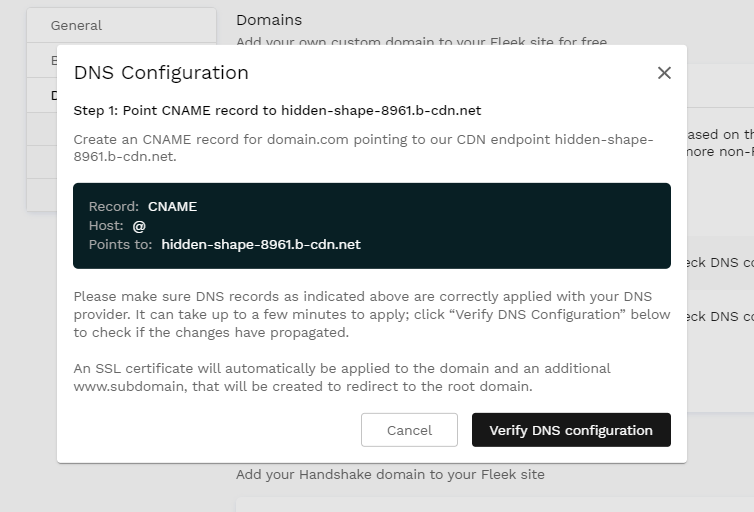 General
Domains
Add your own custom domain to your Fleek site for free
DNS Configuration
Step 1: Point CNAME record to hidden-shape-8961.b-cdn.net
Create an CNAME record for domain.com pointing to our CDN endpoint hidden-shape-
8961.b-cdn.net.
Record: CNAME
Host: @
Points to: hidden-shape-8961.b-cdn.net
Please make sure DNS records as indicated above are correctly applied with your DNS
provider. It can take up to a few minutes to apply; click “Verify DNS Configuration” below
to check if the changes have propagated.
An SSL certificate will automatically be applied to the domain and an additional
www.subdomain, that will be created to redirect to the root domain.
Cancel
Verify DNS configuration
ased on th
more non-F
eck DNS co
eck DNS co
Add your Handshake domain to your Fleek site